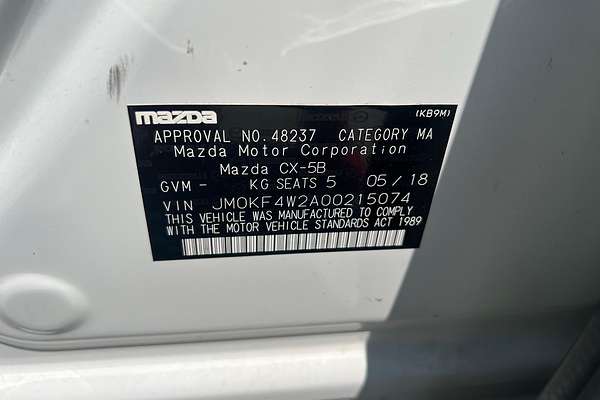 mazda (KB9M)
APPROVAL NO. 48237 CATEGORY MA
Mazda Motor Corporation
Mazda CX-5B
GVM - KG SEATS 5 05/18
VIN JM0KF4W2A00215074
THIS VEHICLE WAS MANUFACTURED TO COMPLY
WITH THE MOTOR VEHICLE STANDARDS ACT 1989